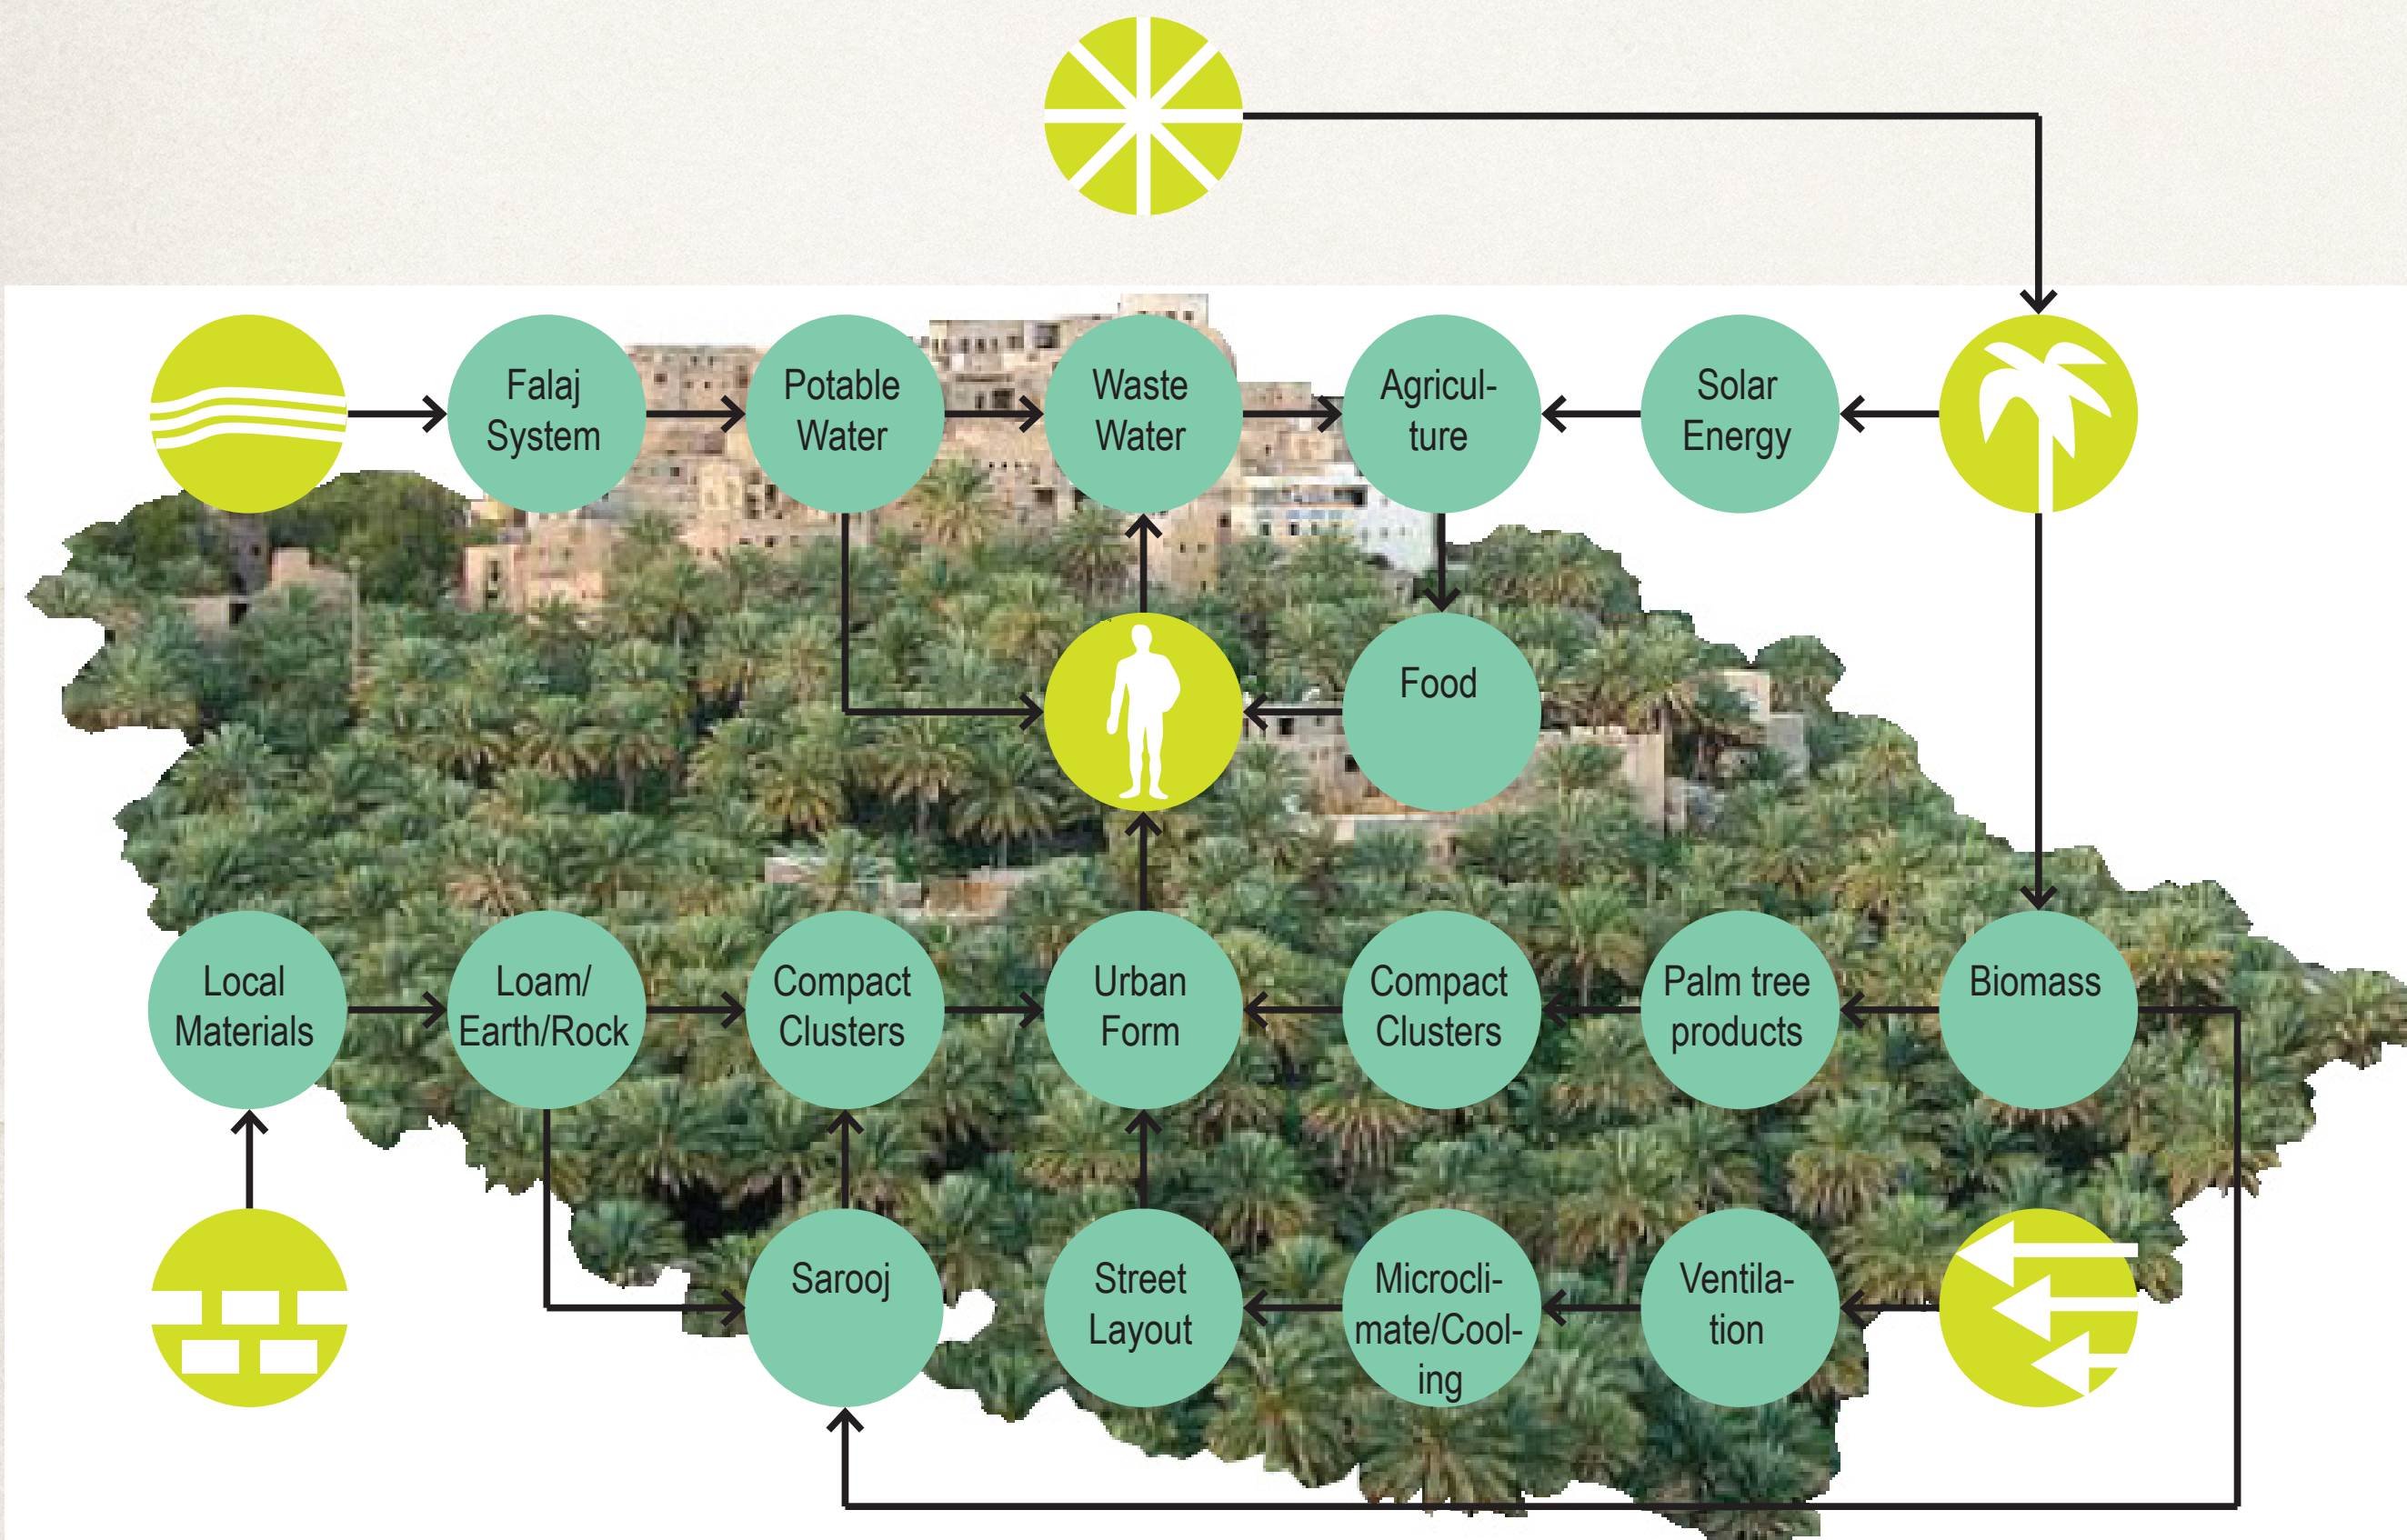 Falaj
System
Potable
Water
Waste
Water
Agricul-
ture
Solar
Energy
Food
Local
Materials
Loam/
Earth/Rock
Compact
Clusters
Urban
Form
Compact
Clusters
Palm tree
products
Biomass
Sarooj
Street
Layout
Microcli-
mate/Cool-
ing
Ventila-
tion